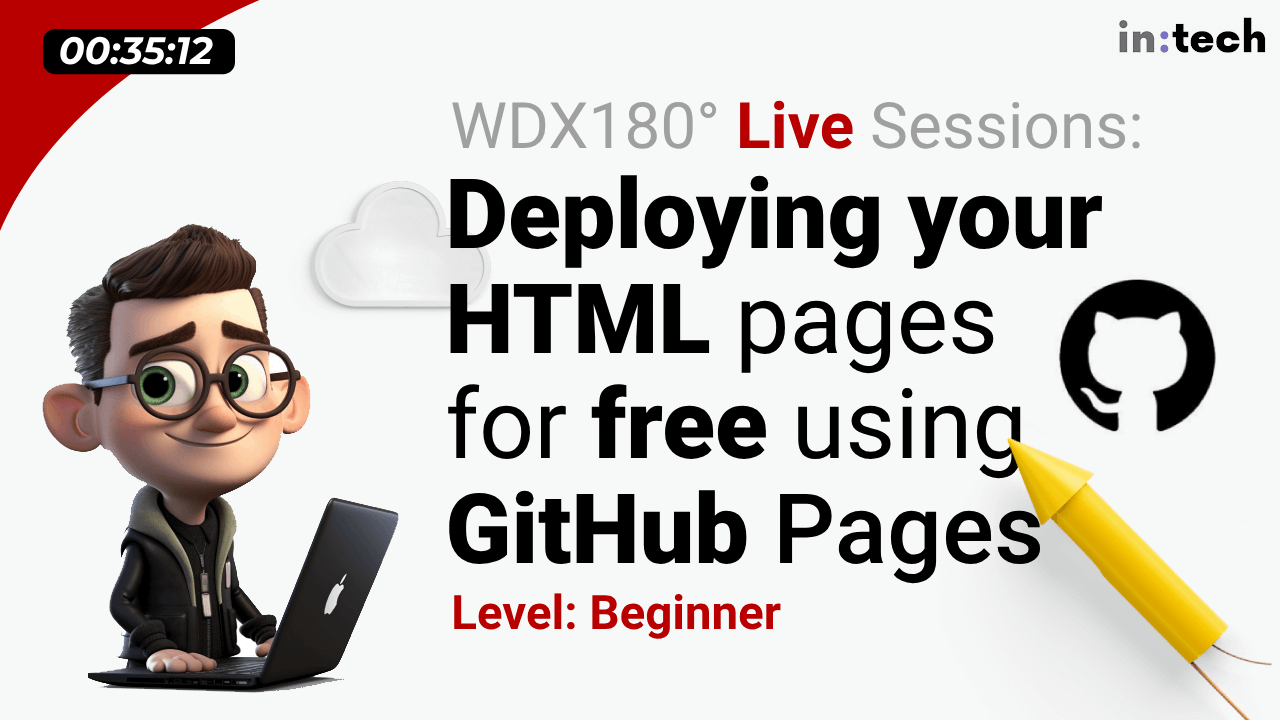 00:35:12
in:tech
WDX180° Live Sessions:
Deploying your
HTML pages
for free using
GitHub Pages
Level: Beginner